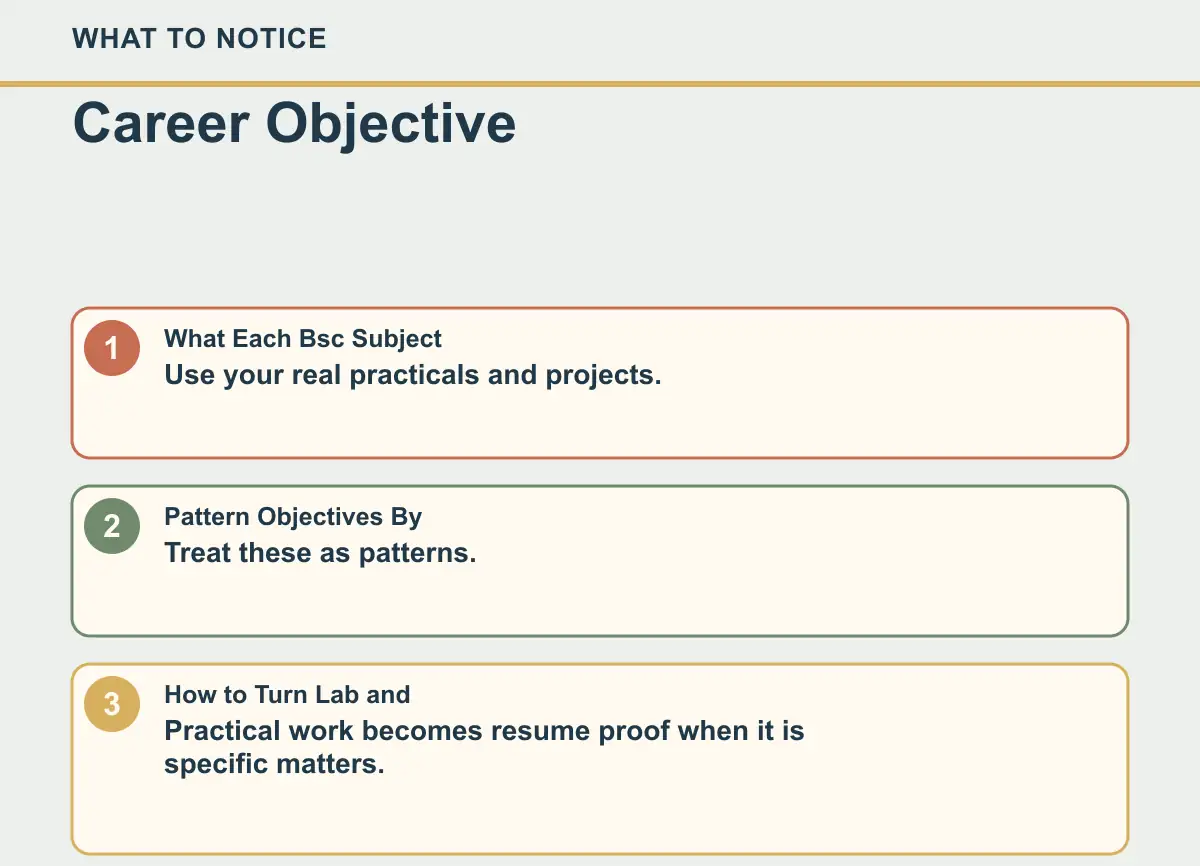 WHAT TO NOTICE
Career Objective
1
What Each Bsc Subject
Use your real practicals and projects.
2
Pattern Objectives By
Treat these as patterns.
3
How to Turn Lab and
Practical work becomes resume proof when it is
specific matters.